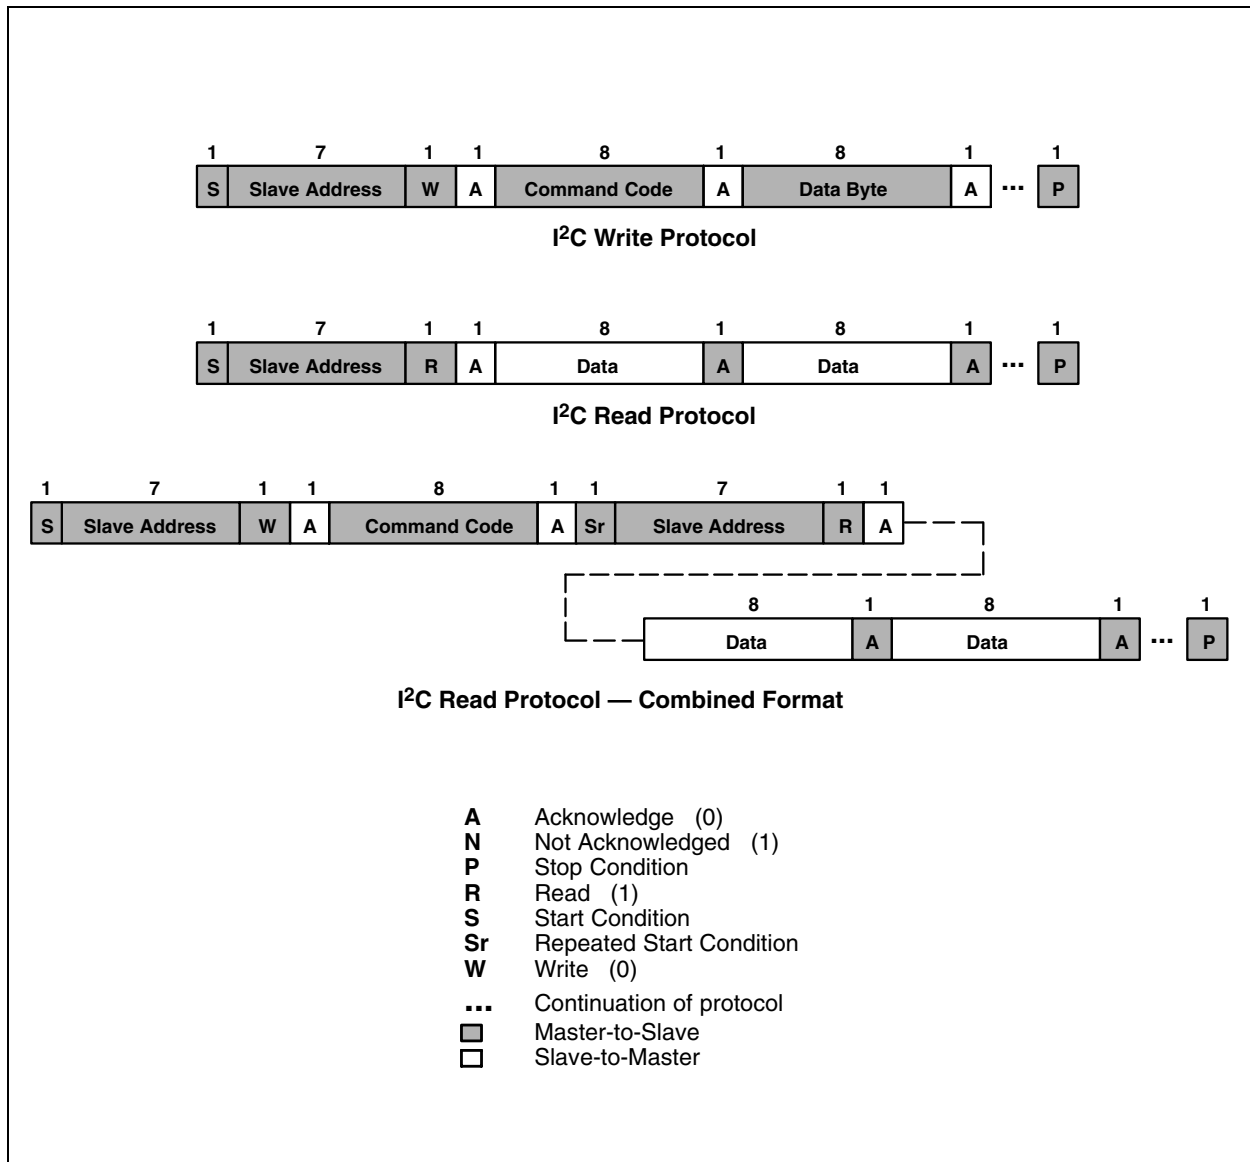 1 7 1 1 8 1 8 1 1
S Slave Address W A Command Code A Data Byte A ... P
I²C Write Protocol
1 7 1 1 8 1 8 1 1
S Slave Address R A Data A Data A ... P
I²C Read Protocol
1 7 1 1 8 1 1 7 1 1
S Slave Address W A Command Code A Sr Slave Address R A
8 1 8 1 1
Data A Data A ... P
I²C Read Protocol — Combined Format
A Acknowledge (0)
N Not Acknowledged (1)
P Stop Condition
R Read (1)
S Start Condition
Sr Repeated Start Condition
W Write (0)
... Continuation of protocol
Master-to-Slave
Slave-to-Master